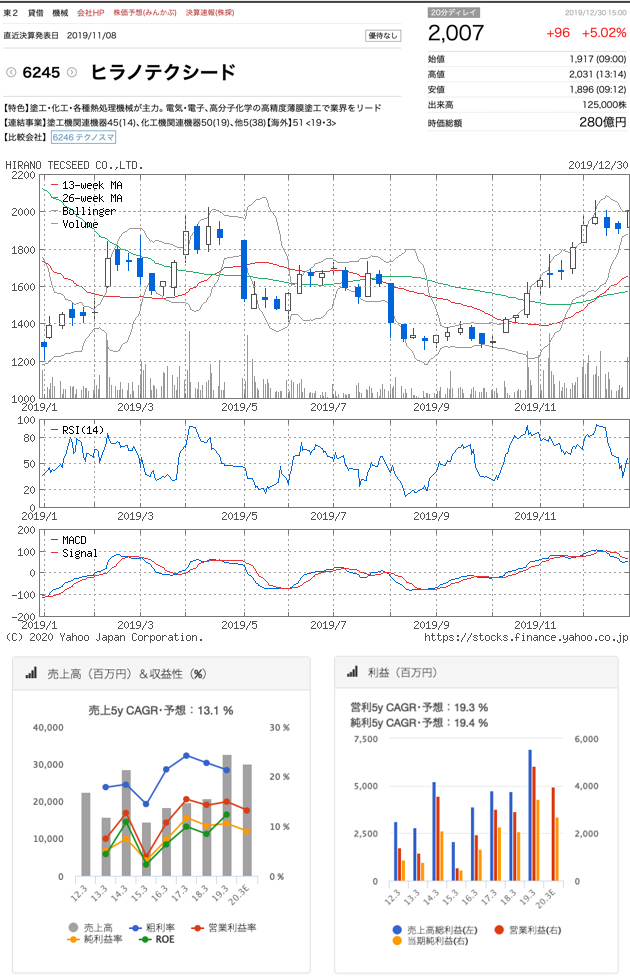 東2 貸借 機械 会社HP 株価予想(みんかぶ) 決算速報(株探)
直近決算発表日 2019/11/08
優待なし
6245 ヒラノテクシード
【特色】塗工・化工・各種熱処理機械が主力。電気・電子、高分子化学の高精度薄膜塗工で業界をリード
【連結事業】塗工機関連機器45(14)、化工機関連機器50(19)、他5(38)【海外】51 <19・3>
【比較会社】 6246 テクノスマ
20分ディレイ
2019/12/30 15:00
2,007 +96 +5.02%
始値 1,917 (09:00)
高値 2,031 (13:14)
安値 1,896 (09:12)
出来高 125,000株
時価総額 280億円
HIRANO TECSEED CO.,LTD. 2019/12/30
2200
2000
1800
1600
1400
1200
1000
13-week MA
26-week MA
Bollinger
Volume
2019/1 2019/3 2019/5 2019/7 2019/9 2019/11
100
80
50
20
0
RSI(14)
2019/1 2019/3 2019/5 2019/7 2019/9 2019/11
200
100
0
-100
-200
MACD
Signal
2019/1 2019/3 2019/5 2019/7 2019/9 2019/11
(C) 2020 Yahoo Japan Corporation. https://stocks.finance.yahoo.co.jp
売上高（百万円）＆収益性（%）
売上5y CAGR・予想：13.1 %
40,000
30,000
20,000
10,000
0
30 %
20 %
10 %
0 %
12.3 13.3 14.3 15.3 16.3 17.3 18.3 19.3 20.3E
売上高 粗利率 営業利益率
純利益率 ROE
利益（百万円）
営利5y CAGR・予想：19.3 %
純利5y CAGR・予想：19.4 %
7,500
5,000
2,500
0
6,000
4,000
2,000
0
12.3 13.3 14.3 15.3 16.3 17.3 18.3 19.3 20.3E
売上高総利益(左) 営業利益(右)
当期純利益(右)